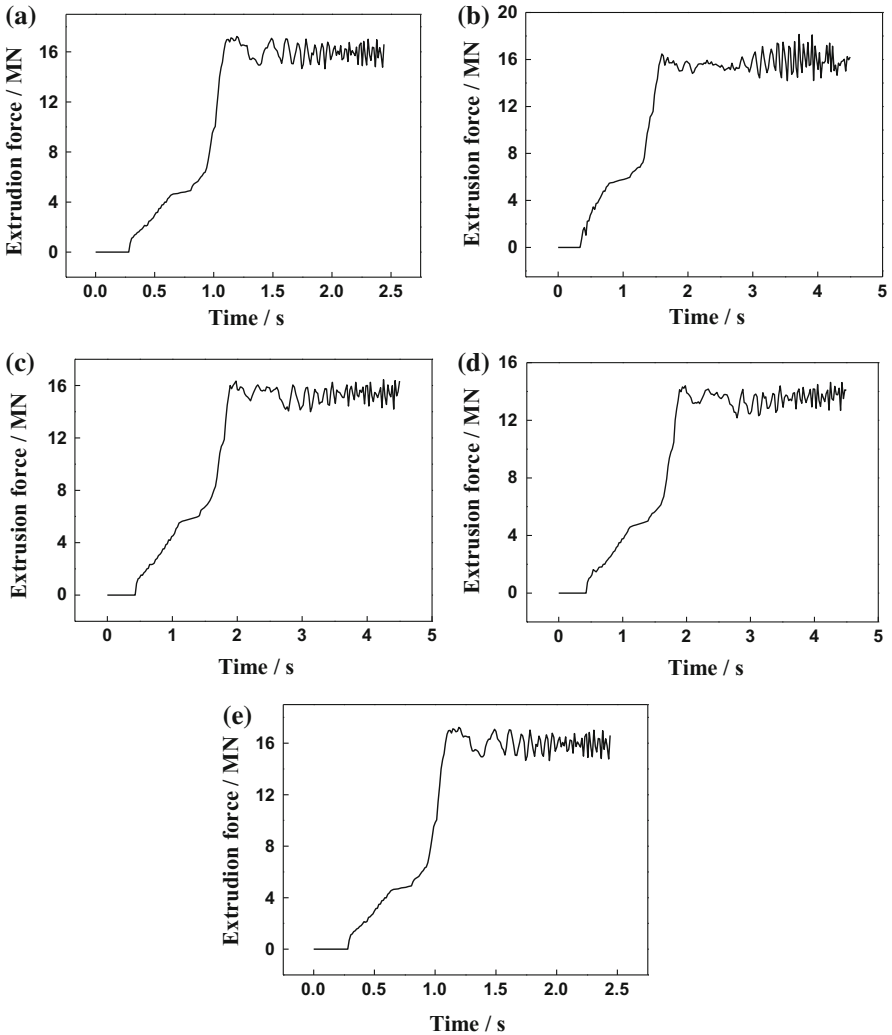 (a)
Extrudion force / MN
16
12
8
4
0
0.0 0.5 1.0 1.5 2.0 2.5
Time / s
(b)
Extrusion force / MN
20
16
12
8
4
0
0 1 2 3 4 5
Time / s
(c)
Extrusion force / MN
16
12
8
4
0
0 1 2 3 4 5
Time / s
(d)
Extrusion force / MN
16
12
8
4
0
0 1 2 3 4 5
Time / s
(e)
Extrudion force / MN
16
12
8
4
0
0.0 0.5 1.0 1.5 2.0 2.5
Time / s